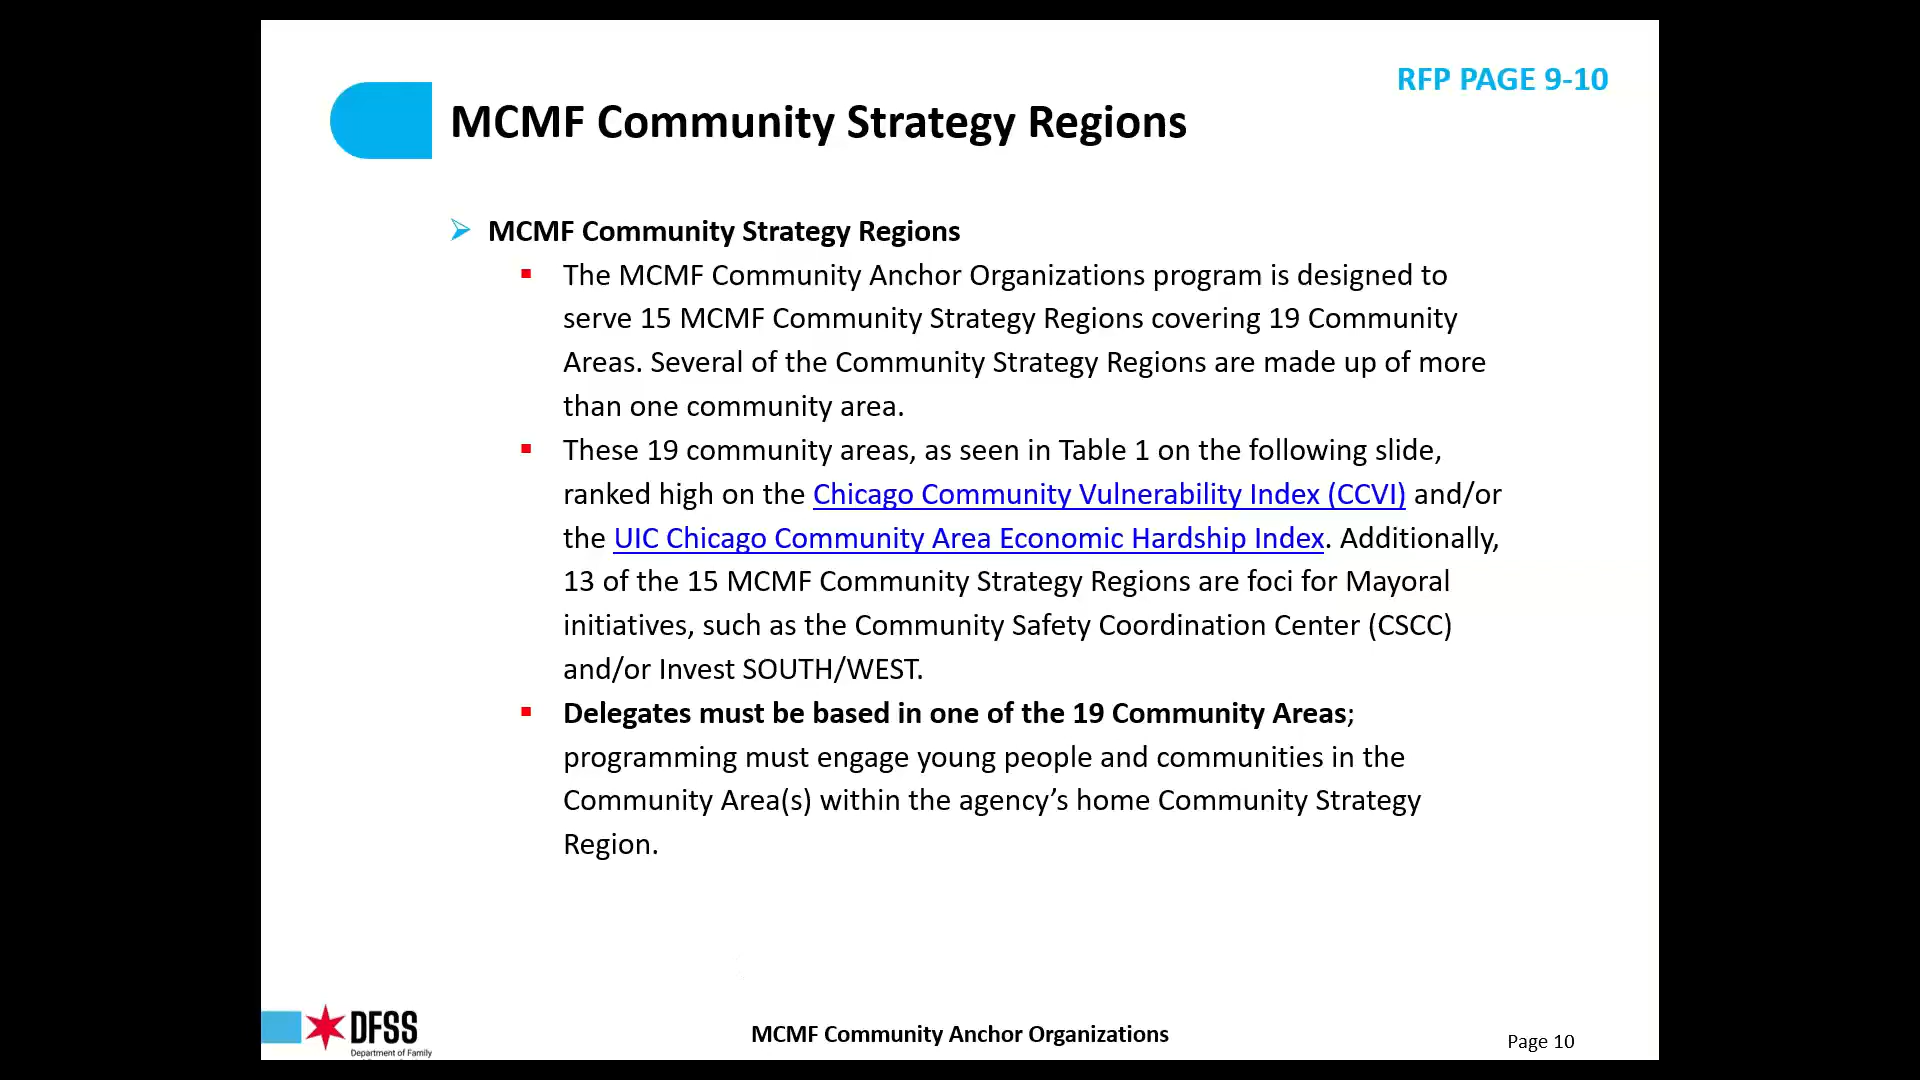 RFP PAGE 9-10
MCMF Community Strategy Regions
MCMF Community Strategy Regions
The MCMF Community Anchor Organizations program is designed to
serve 15 MCMF Community Strategy Regions covering 19 Community
Areas. Several of the Community Strategy Regions are made up of more
than one community area.
These 19 community areas, as seen in Table 1 on the following slide,
ranked high on the Chicago Community Vulnerability Index (CCVI) and/or
the UIC Chicago Community Area Economic Hardship Index. Additionally,
13 of the 15 MCMF Community Strategy Regions are foci for Mayoral
initiatives, such as the Community Safety Coordination Center (CSCC)
and/or Invest SOUTH/WEST.
Delegates must be based in one of the 19 Community Areas;
programming must engage young people and communities in the
Community Area(s) within the agency’s home Community Strategy
Region.
DFSS
Department of Family
MCMF Community Anchor Organizations
Page 10